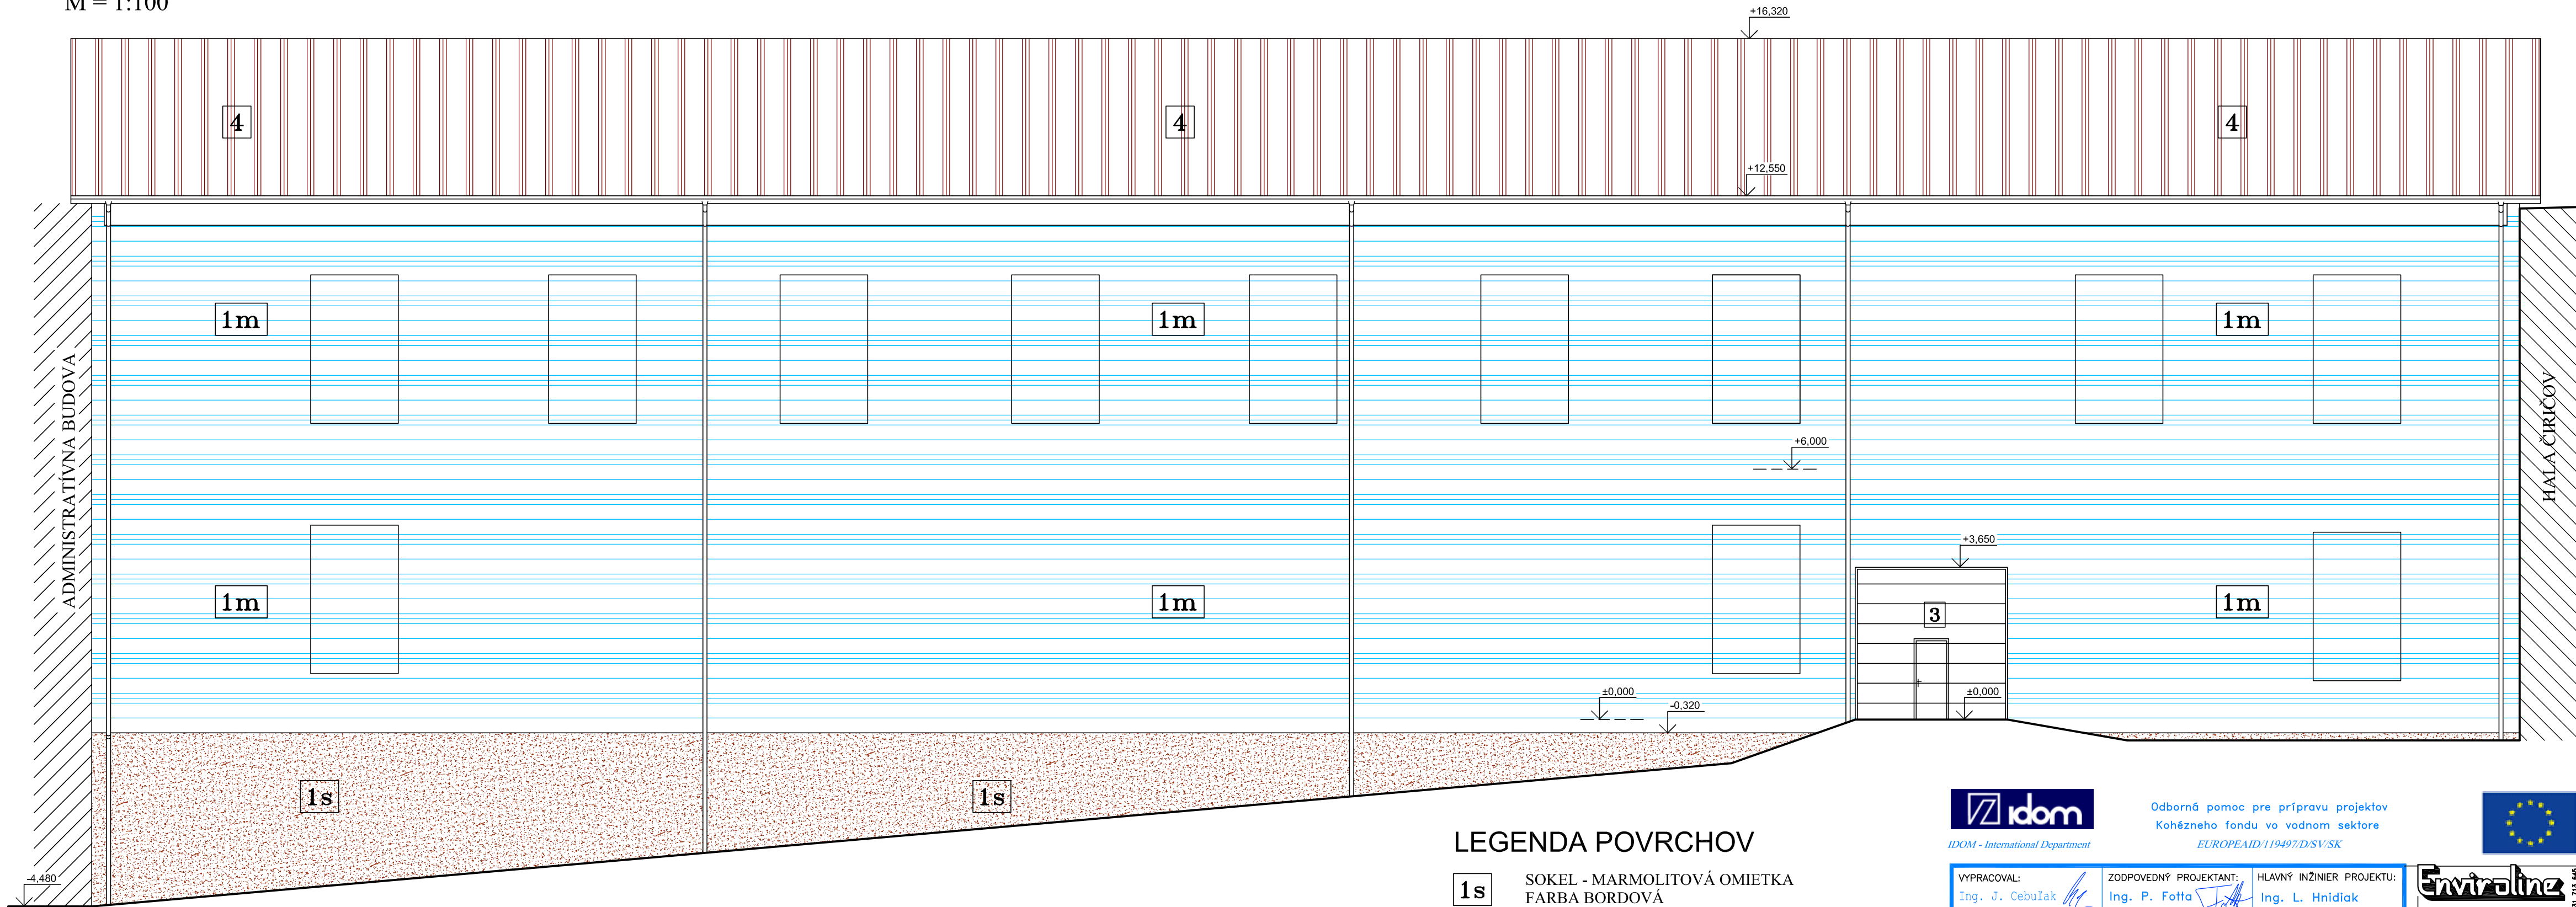 M = 1:100
+16,320
4
4
4
+12,550
1m
1m
1m
ADMINISTRATÍVNA BUDOVA
HALA ČIRIČOV
+6,000
+3,650
1m
1m
3
1m
±0,000
-0,320
±0,000
1s
1s
-4,480
LEGENDA POVRCHOV
1s
SOKEL - MARMOLITOVÁ OMIETKA
FARBA BORDOVÁ
idom
IDOM - International Department
Odborná pomoc pre prípravu projektov
Kohézneho fondu vo vodnom sektore
EUROPEAID/119497/D/SV/SK
VYPRACOVAL:
Ing. J. Cebulak
ZODPOVEDNÝ PROJEKTANT:
Ing. P. Fotta
HLAVNÝ INŽINIER PROJEKTU:
Ing. L. Hnidiak
Enviroline